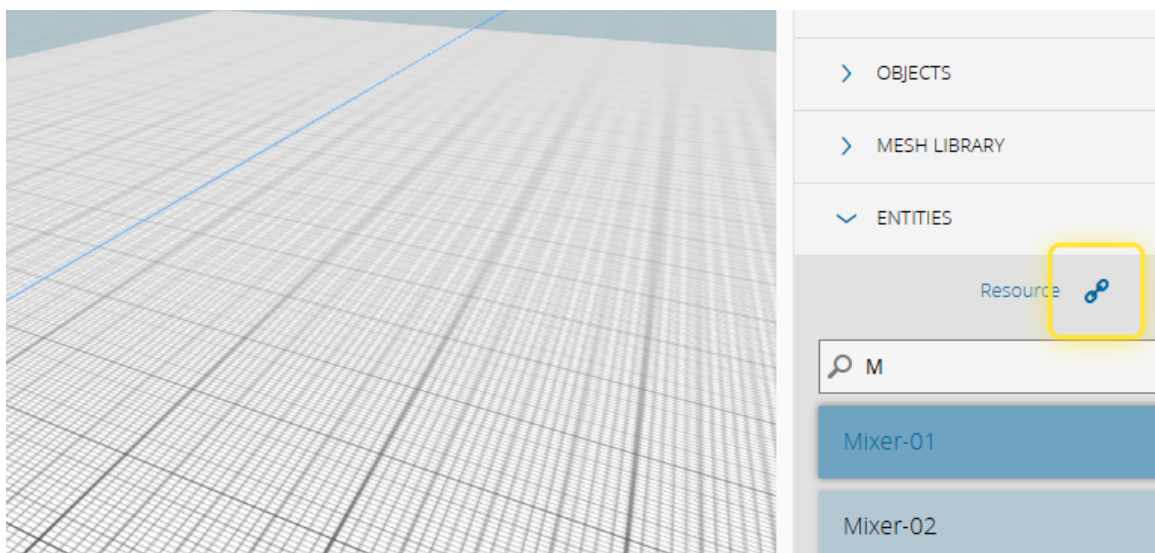 OBJECTS
MESH LIBRARY
ENTITIES
Resource
M
Mixer-01
Mixer-02